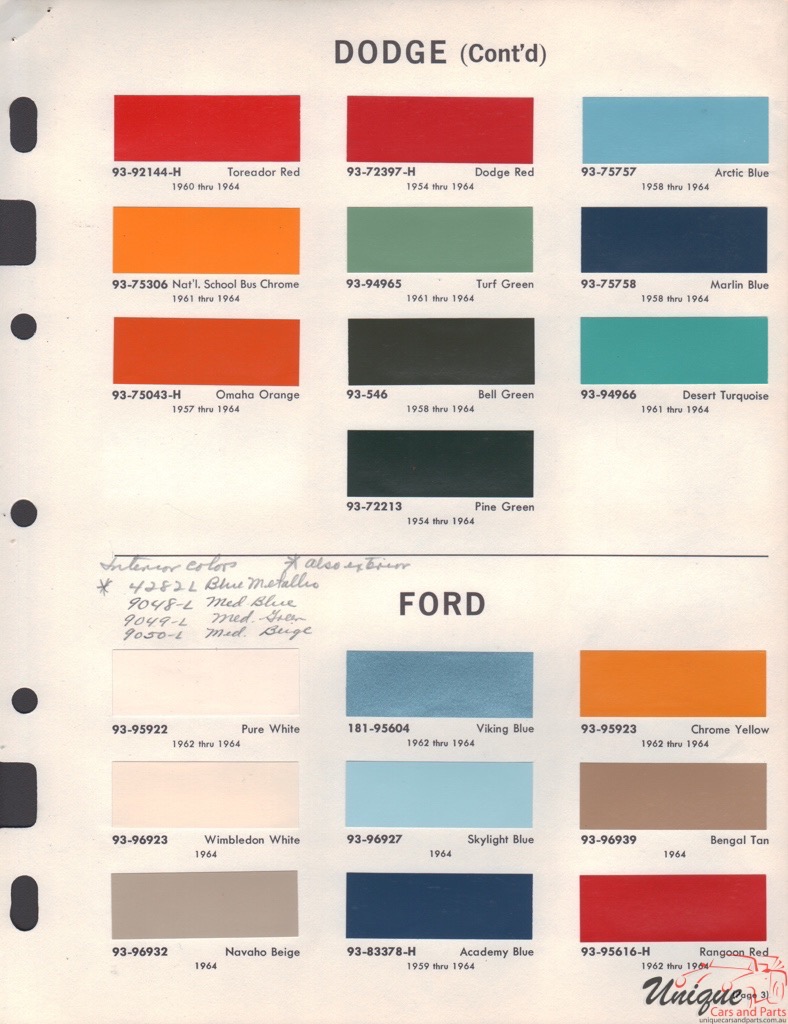 DODGE (Cont'd)
93-92144-H Toreador Red
1960 thru 1964
93-72397-H Dodge Red
1954 thru 1964
93-75757 Arctic Blue
1958 thru 1964
93-75306 Nat'l. School Bus Chrome
1961 thru 1964
93-94965 Turf Green
1961 thru 1964
93-75758 Marlin Blue
1958 thru 1964
93-75043-H Omaha Orange
1957 thru 1964
93-546 Bell Green
1958 thru 1964
93-94966 Desert Turquoise
1961 thru 1964
93-72213 Pine Green
1954 thru 1964
Interior Colors * also exterior
* 4282L Blue Metallic
9048-L Med Blue
9049-L Med. Green
9050-L Med. Beige
FORD
93-95922 Pure White
1962 thru 1964
181-95604 Viking Blue
1962 thru 1964
93-95923 Chrome Yellow
1962 thru 1964
93-96923 Wimbledon White
1964
93-96927 Skylight Blue
1964
93-96939 Bengal Tan
1964
93-96932 Navaho Beige
1964
93-83378-H Academy Blue
1959 thru 1964
93-95616-H Rangoon Red
1962 thru 1964
(Page 3)
Unique
Cars and Parts
uniquecarsandparts.com.au